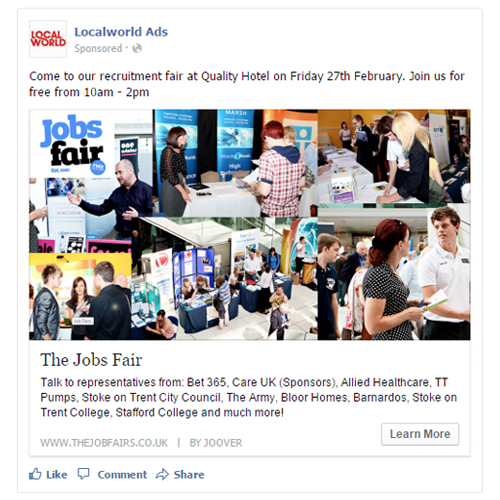 LOCAL
WORLD
Localworld Ads
Sponsored ·
Come to our recruitment fair at Quality Hotel on Friday 27th February. Join us for
free from 10am - 2pm
Jobs
fair
MARSH
The Jobs Fair
Talk to representatives from: Bet 365, Care UK (Sponsors), Allied Healthcare, TT
Pumps, Stoke on Trent City Council, The Army, Bloor Homes, Barnardos, Stoke on
Trent College, Stafford College and much more!
Learn More
WWW.THEJOBFAIRS.CO.UK | BY JOOVER
Like Comment Share